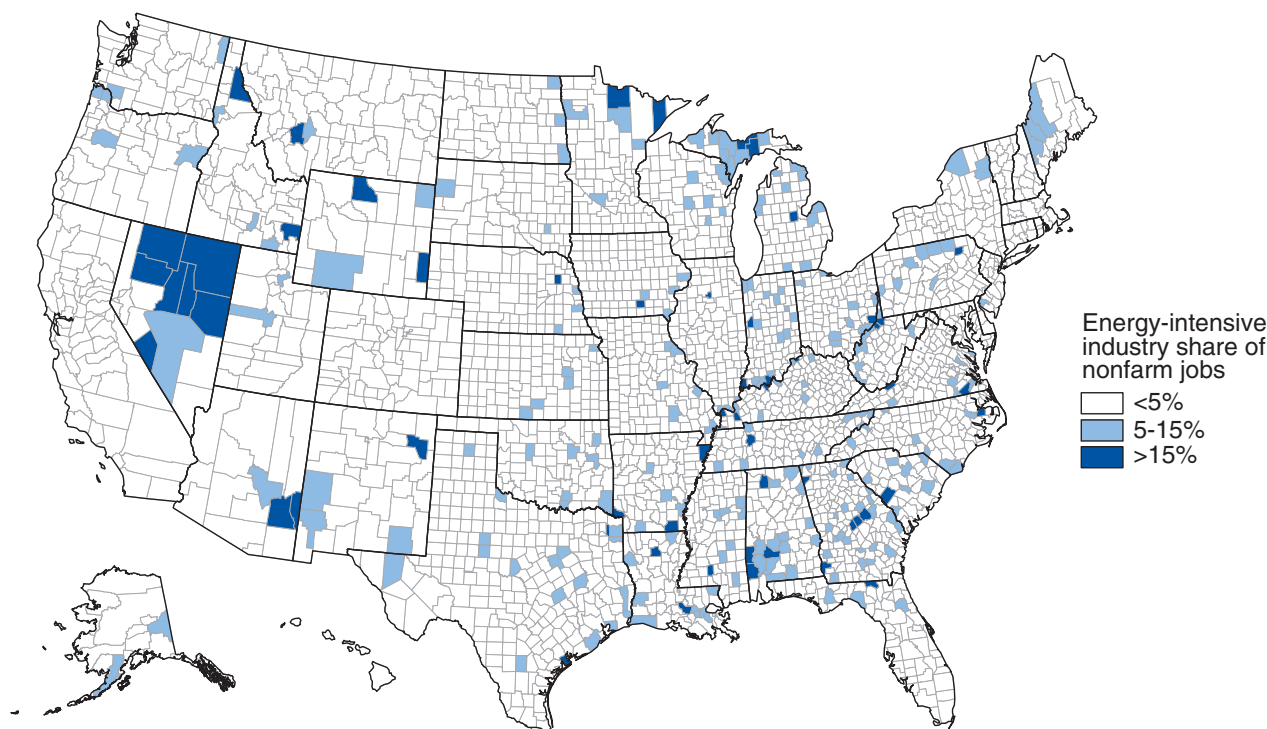 Energy-intensive
industry share of
nonfarm jobs
<5%
5-15%
>15%